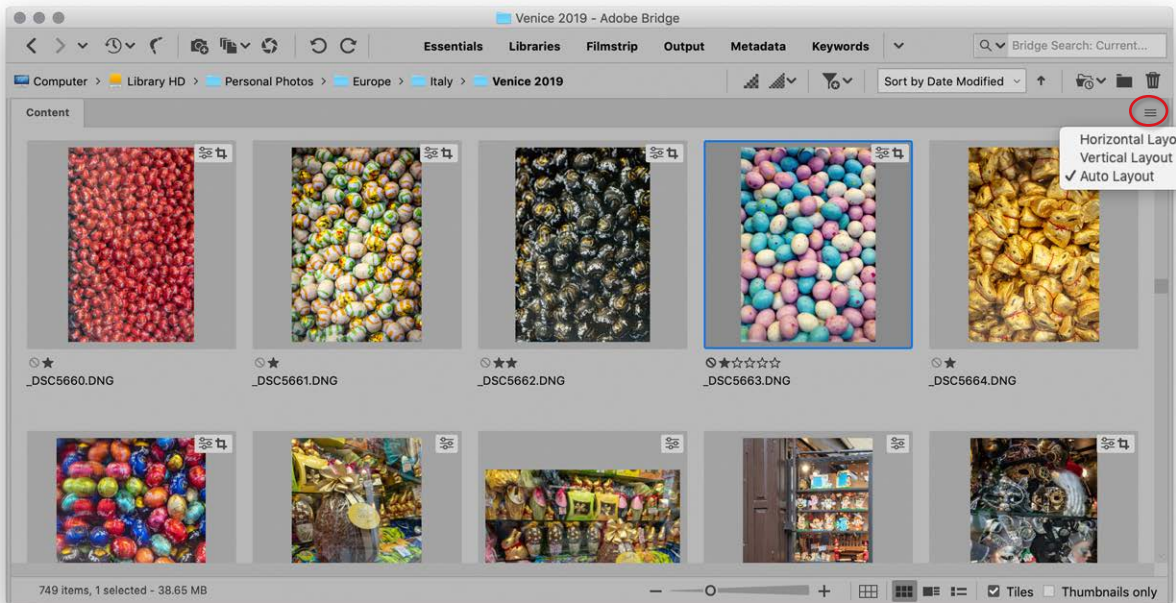 Venice 2019 - Adobe Bridge
Essentials Libraries Filmstrip Output Metadata Keywords Bridge Search: Current...
Computer > Library HD > Personal Photos > Europe > Italy > Venice 2019 Sort by Date Modified
Content
Horizontal Layo
Vertical Layout
✓ Auto Layout
_DSC5660.DNG _DSC5661.DNG _DSC5662.DNG _DSC5663.DNG _DSC5664.DNG
749 items, 1 selected - 38.65 MB Tiles Thumbnails only